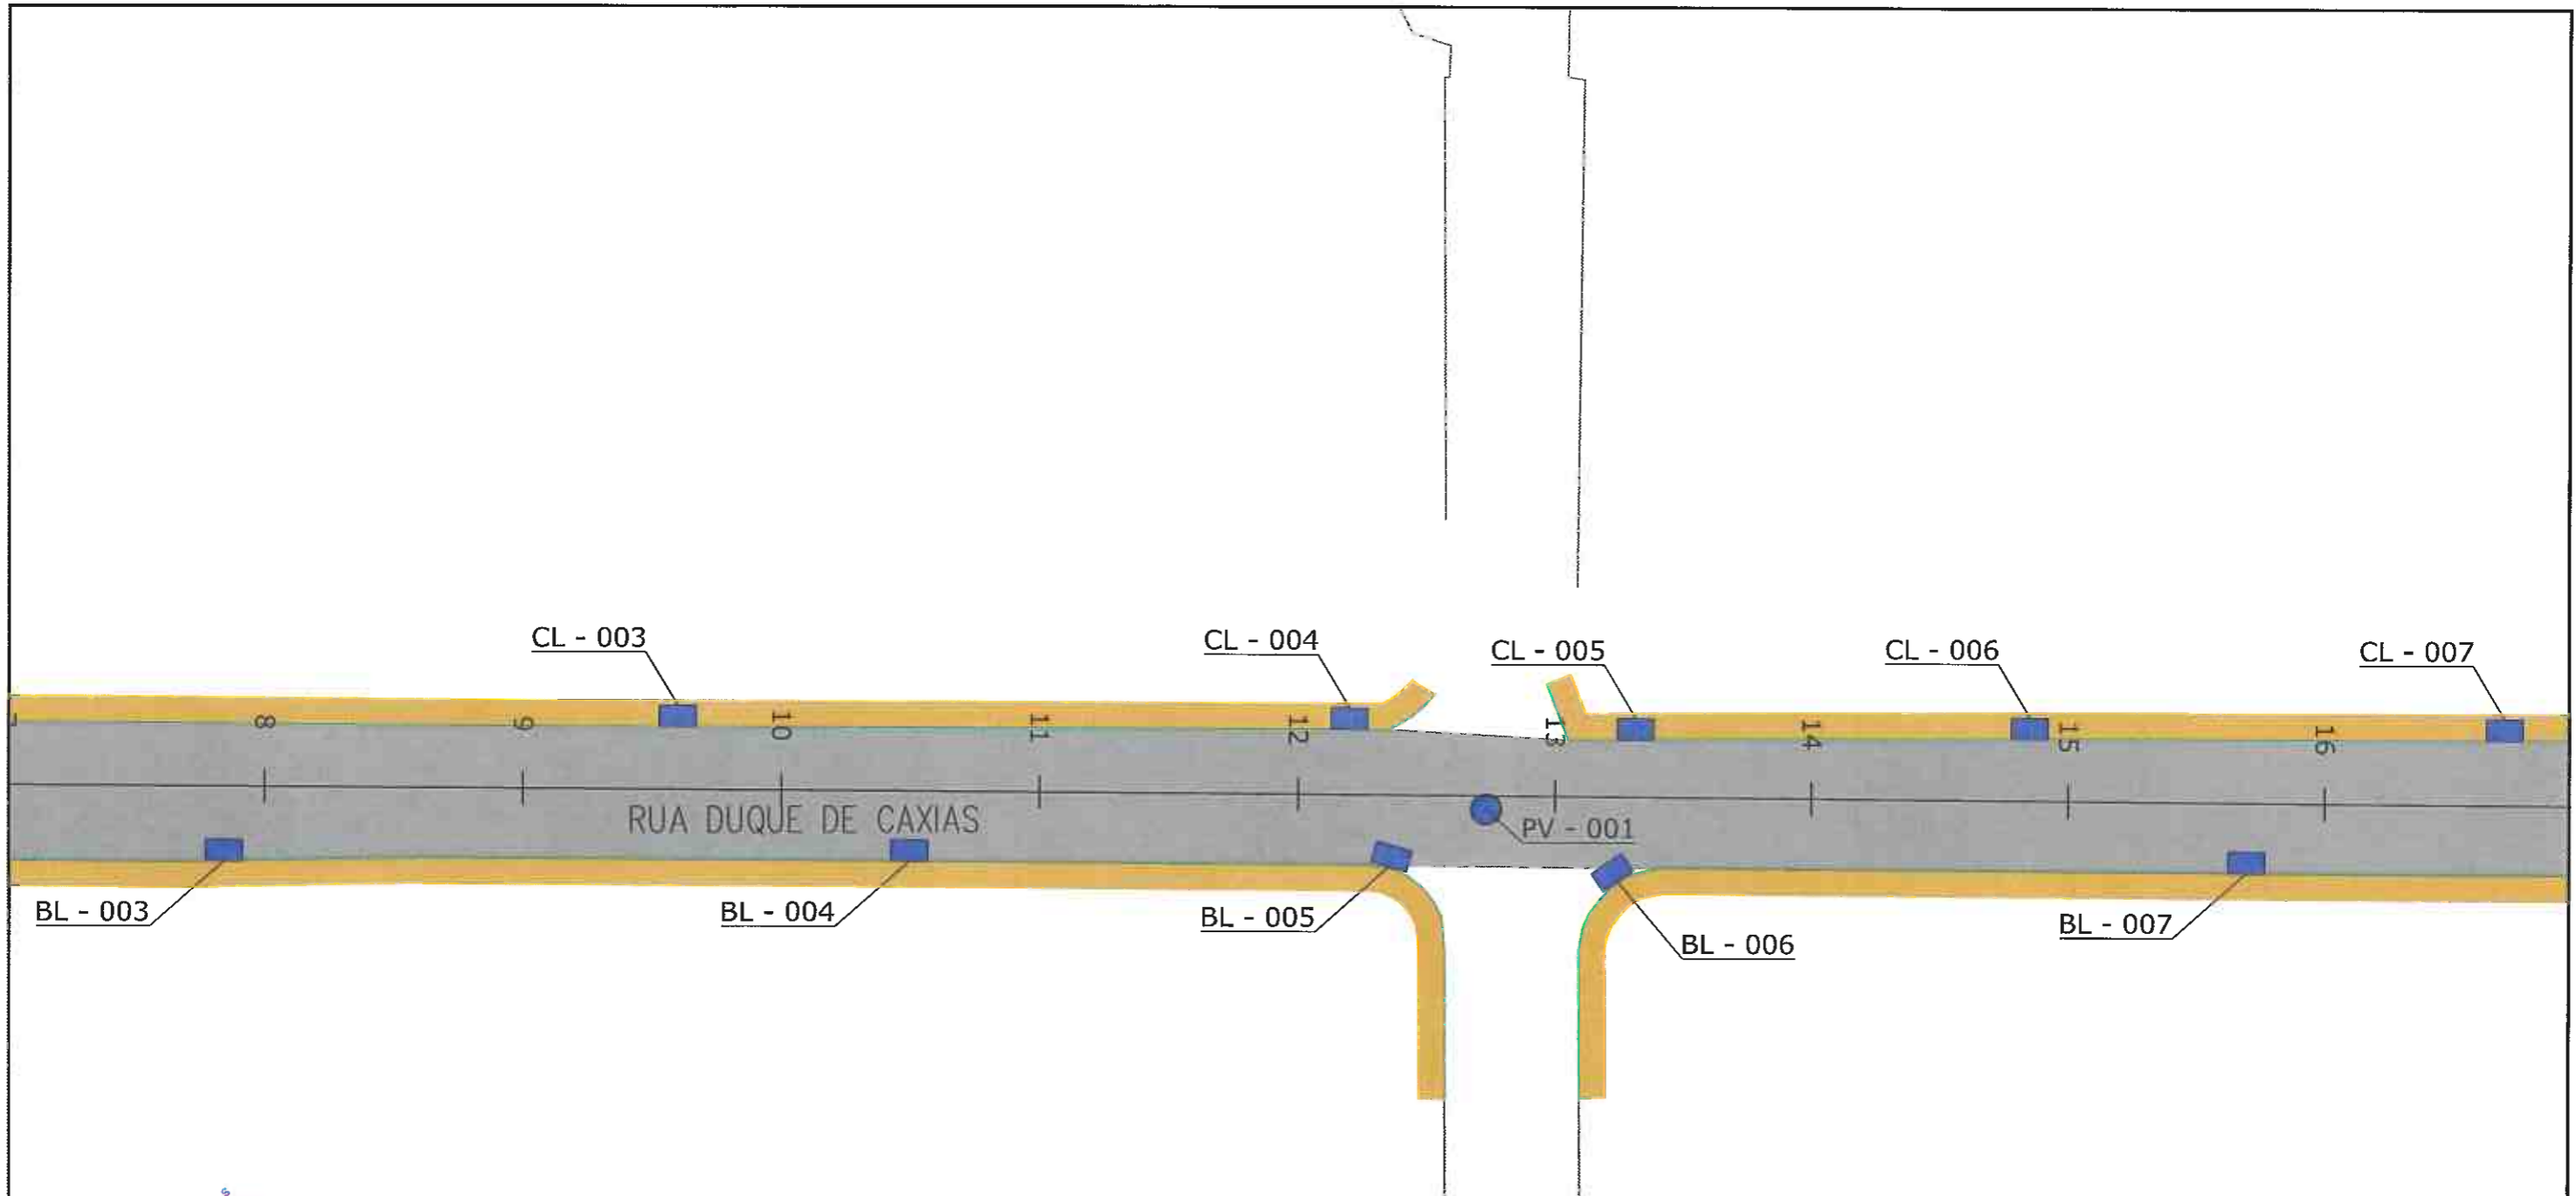 CL - 003
CL - 004
CL - 005
CL - 006
CL - 007
7
8
9
10
11
12
13
14
15
16
RUA DUQUE DE CAXIAS
PV - 001
BL - 003
BL - 004
BL - 005
BL - 006
BL - 007